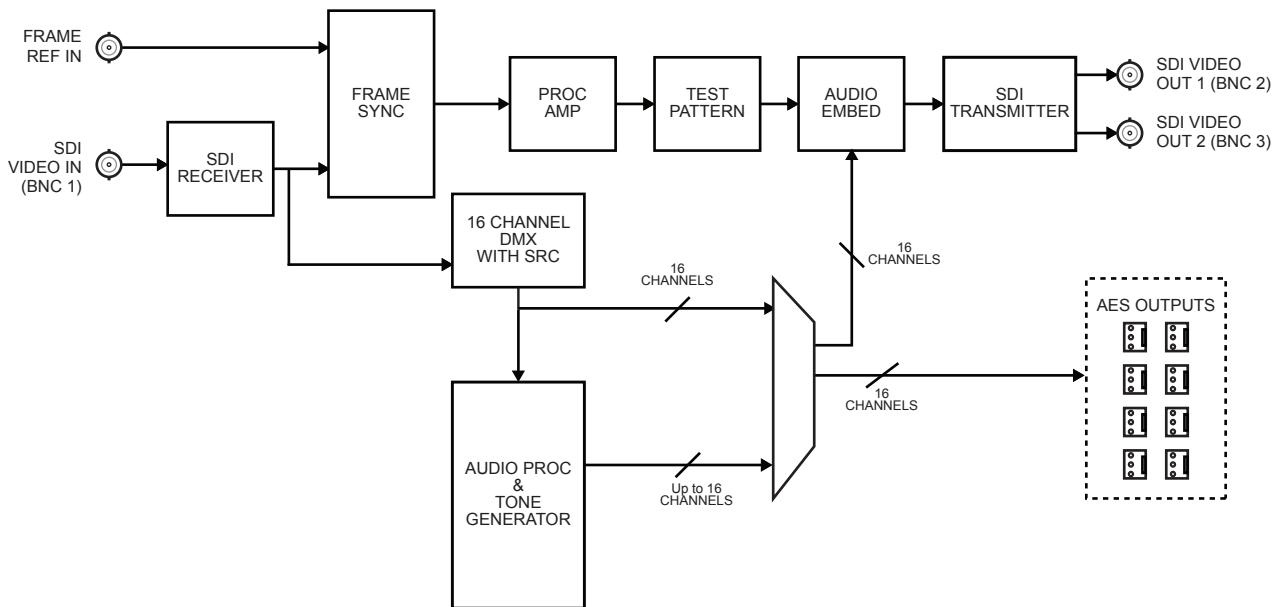 FRAME
REF IN
SDI
VIDEO IN
(BNC 1)
SDI
RECEIVER
FRAME
SYNC
PROC
AMP
TEST
PATTERN
AUDIO
EMBED
SDI
TRANSMITTER
SDI VIDEO
OUT 1 (BNC 2)
SDI VIDEO
OUT 2 (BNC 3)
16 CHANNEL
DMX
WITH SRC
16
CHANNELS
16
CHANNELS
AES OUTPUTS
16
CHANNELS
AUDIO PROC
&
TONE
GENERATOR
Up to 16
CHANNELS